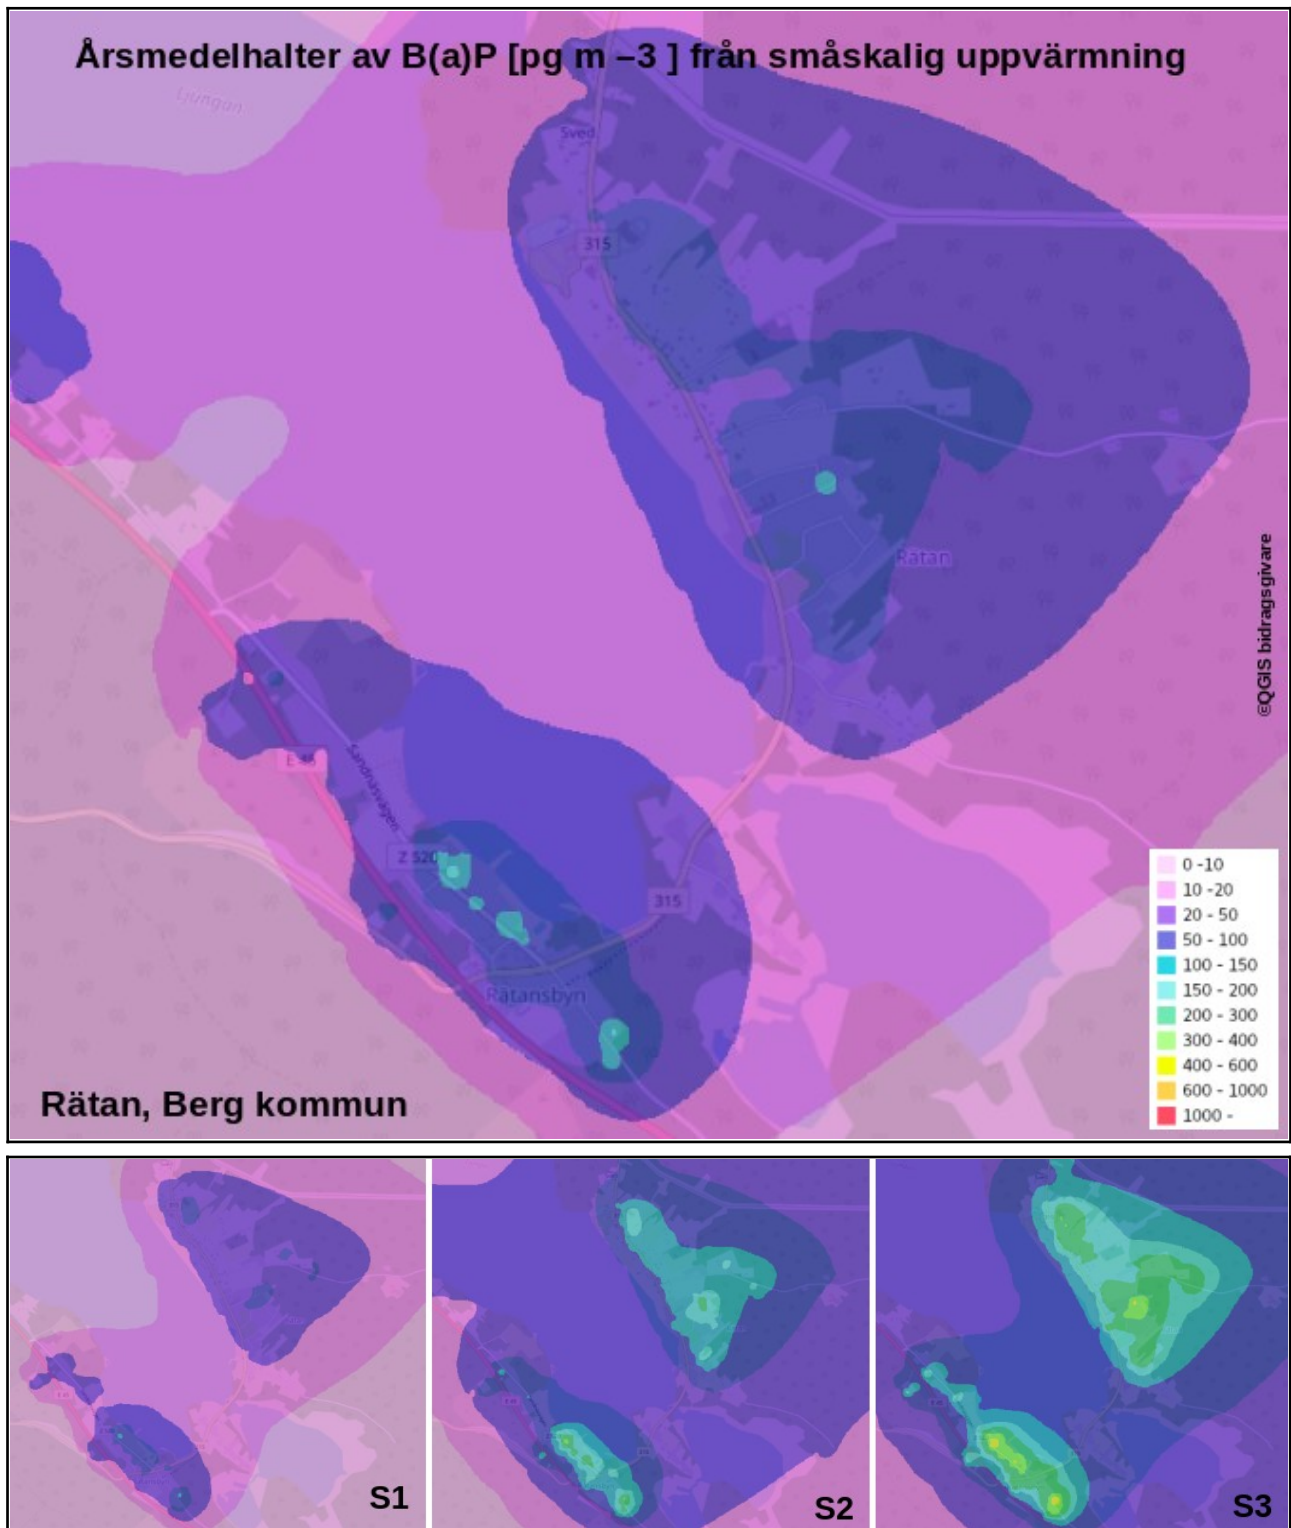 Årsmedelhalter av B(a)P [pg m –3 ] från småskalig uppvärmning
Ljungan
Sved
315
53
Rätan
©QGIS bidragsgivare
E 45
Sandnäsvägen
Z 520
315
Rätansbyn
0 -10
10 -20
20 - 50
50 - 100
100 - 150
150 - 200
200 - 300
300 - 400
400 - 600
600 - 1000
1000 -
Rätan, Berg kommun
S1
S2
S3